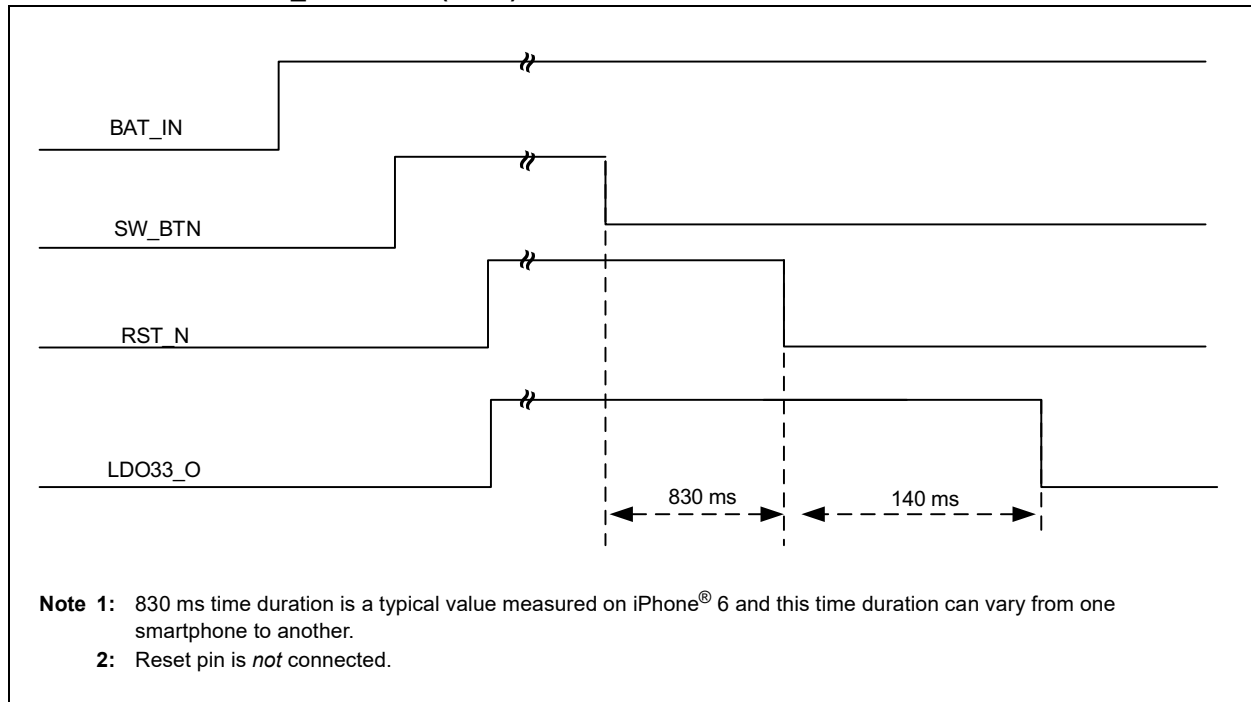 BAT_IN
SW_BTN
RST_N
LDO33_O
830 ms
140 ms
Note 1: 830 ms time duration is a typical value measured on iPhone® 6 and this time duration can vary from one
smartphone to another.
2: Reset pin is not connected.